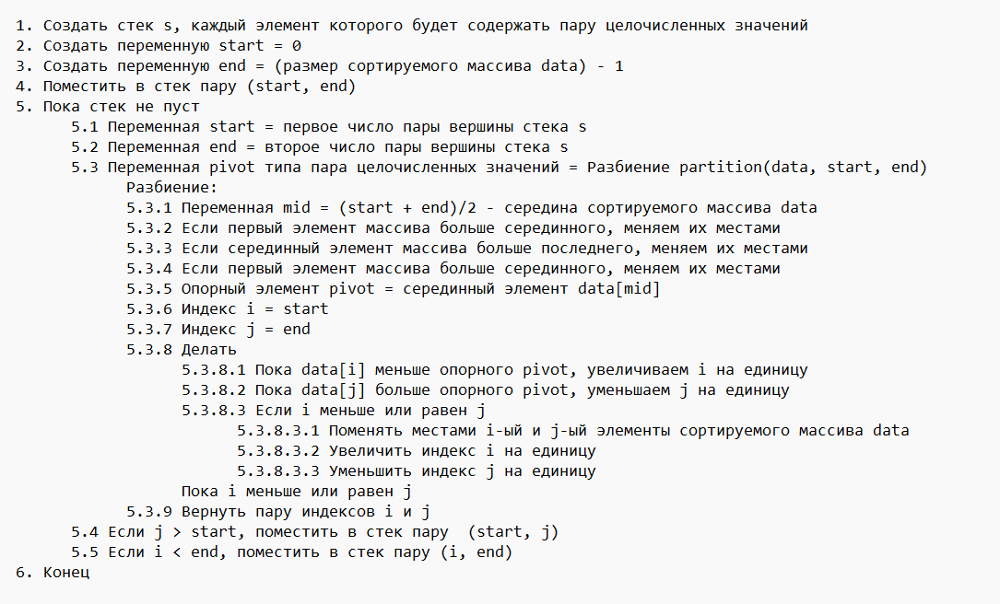 1. Создать стек s, каждый элемент которого будет содержать пару целочисленных значений
2. Создать переменную start = 0
3. Создать переменную end = (размер сортируемого массива data) - 1
4. Поместить в стек пару (start, end)
5. Пока стек не пуст
5.1 Переменная start = первое число пары вершины стека s
5.2 Переменная end = второе число пары вершины стека s
5.3 Переменная pivot типа пара целочисленных значений = Разбиение partition(data, start, end)
Разбиение:
5.3.1 Переменная mid = (start + end)/2 - середина сортируемого массива data
5.3.2 Если первый элемент массива больше серединного, меняем их местами
5.3.3 Если серединный элемент массива больше последнего, меняем их местами
5.3.4 Если первый элемент массива больше серединного, меняем их местами
5.3.5 Опорный элемент pivot = серединный элемент data[mid]
5.3.6 Индекс i = start
5.3.7 Индекс j = end
5.3.8 Делать
5.3.8.1 Пока data[i] меньше опорного pivot, увеличиваем i на единицу
5.3.8.2 Пока data[j] больше опорного pivot, уменьшаем j на единицу
5.3.8.3 Если i меньше или равен j
5.3.8.3.1 Поменять местами i-ый и j-ый элементы сортируемого массива data
5.3.8.3.2 Увеличить индекс i на единицу
5.3.8.3.3 Уменьшить индекс j на единицу
Пока i меньше или равен j
5.3.9 Вернуть пару индексов i и j
5.4 Если j > start, поместить в стек пару  (start, j)
5.5 Если i < end, поместить в стек пару (i, end)
6. Конец